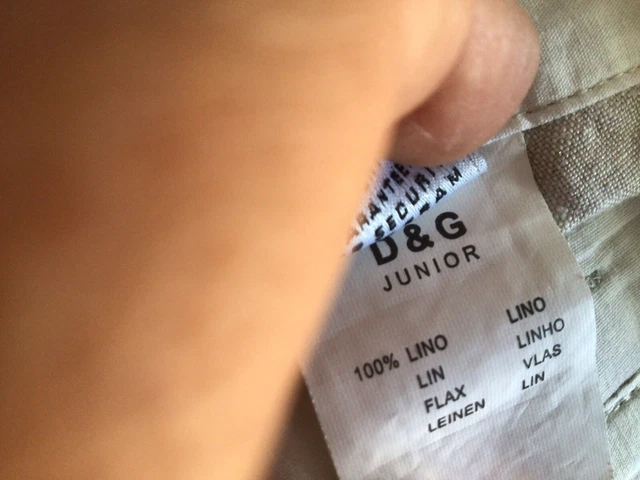 D&G
JUNIOR
100% LINO
LIN
FLAX
LEINEN
LINO
LINHO
VLAS
LIN